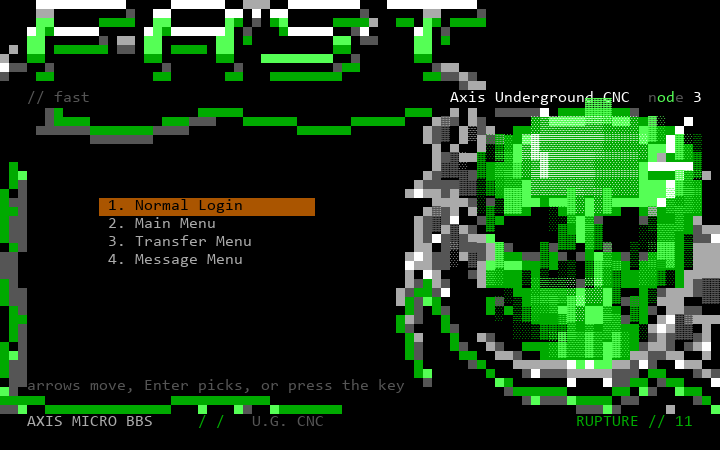 FAST
// fast
Axis Underground CNC node 3
1. Normal Login
2. Main Menu
3. Transfer Menu
4. Message Menu
arrows move, Enter picks, or press the key
AXIS MICRO BBS // U.G. CNC
RUPTURE // 11